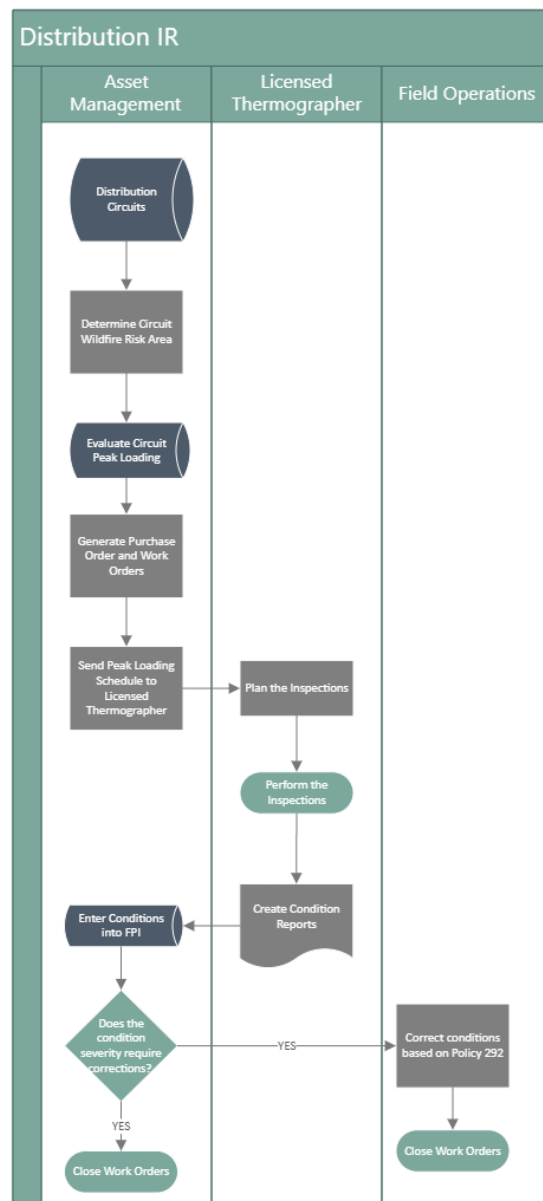 Distribution IR
Asset
Management
Licensed
Thermographer
Field Operations
Distribution
Circuits
Determine Circuit
Wildfire Risk Area
Evaluate Circuit
Peak Loading
Generate Purchase
Order and Work
Orders
Send Peak Loading
Schedule to
Licensed
Thermographer
Plan the Inspections
Perform the
Inspections
Create Condition
Reports
Enter Conditions
into FPI
Does the
condition
severity require
corrections?
YES
Correct conditions
based on Policy 292
YES
Close Work Orders
Close Work Orders